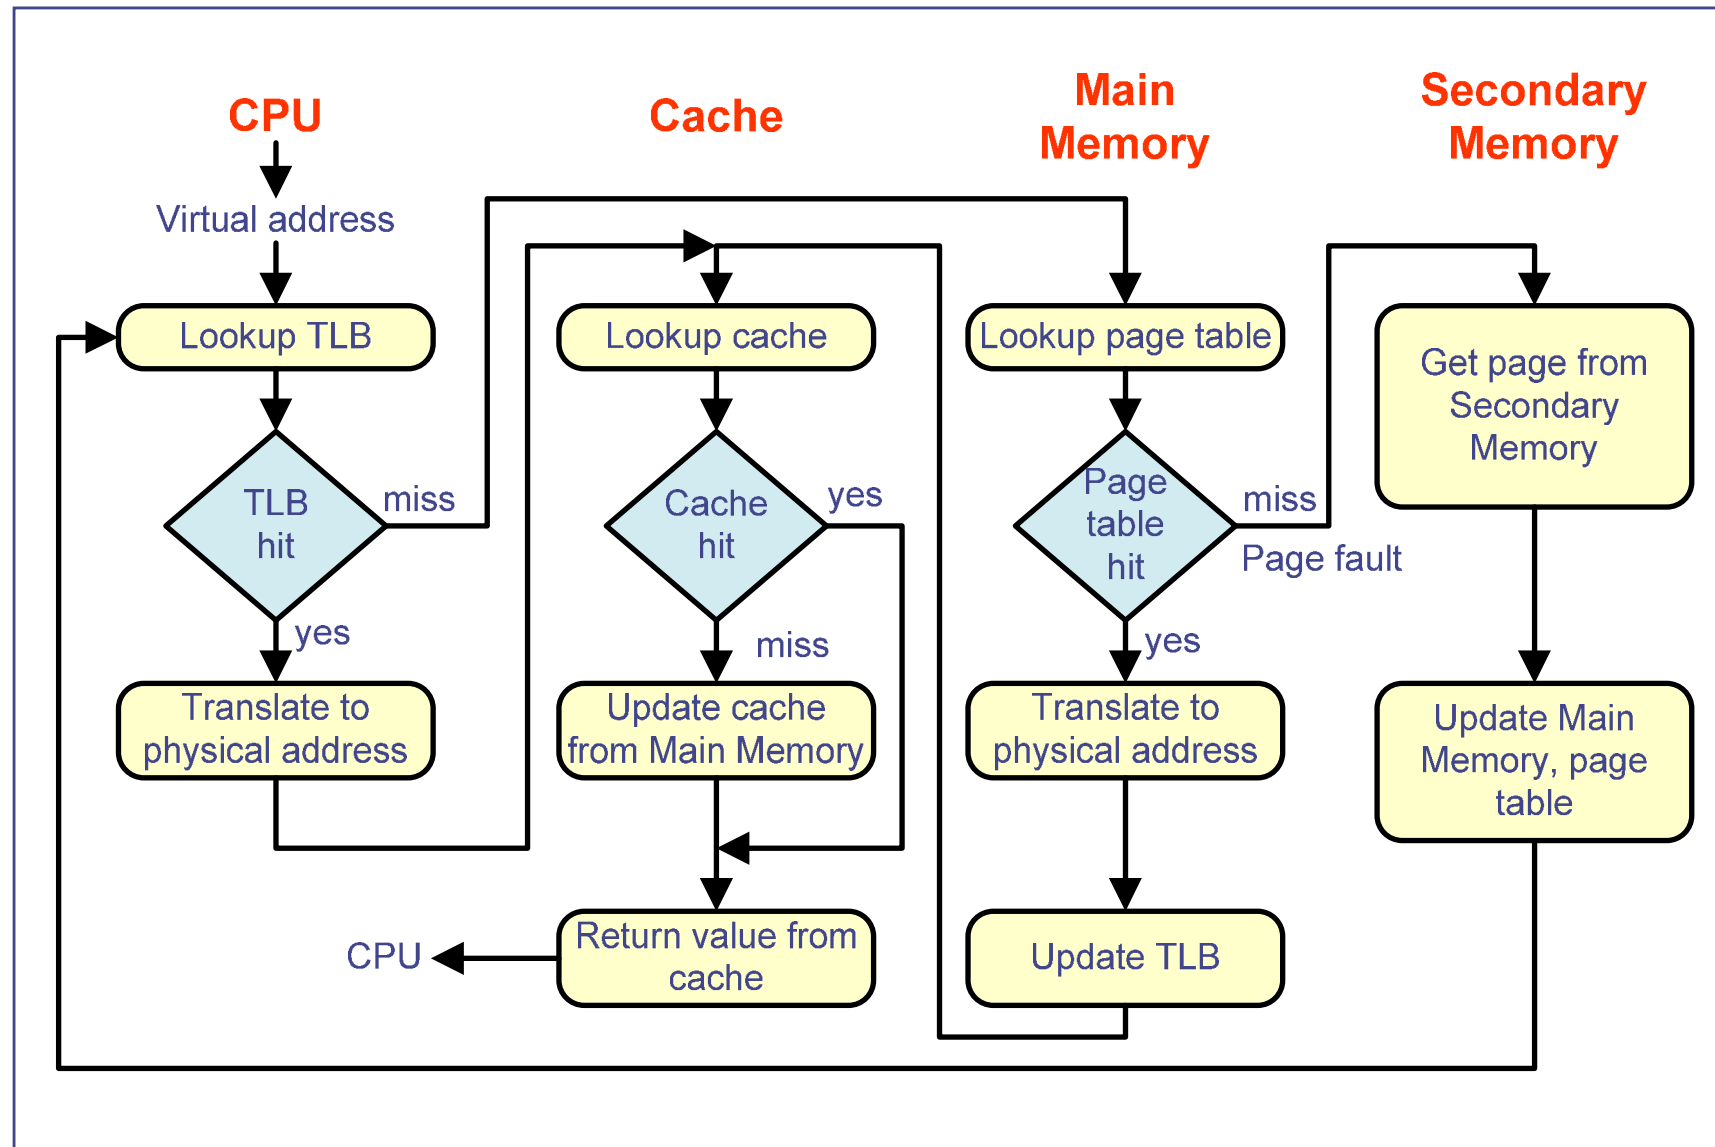 CPU
Cache
Main
Memory
Secondary
Memory
Virtual address
Lookup TLB
TLB
hit
miss
yes
Translate to
physical address
Lookup cache
Cache
hit
yes
miss
Update cache
from Main Memory
Return value from
cache
CPU
Lookup page table
Page
table
hit
miss
Page fault
yes
Translate to
physical address
Update TLB
Get page from
Secondary
Memory
Update Main
Memory, page
table